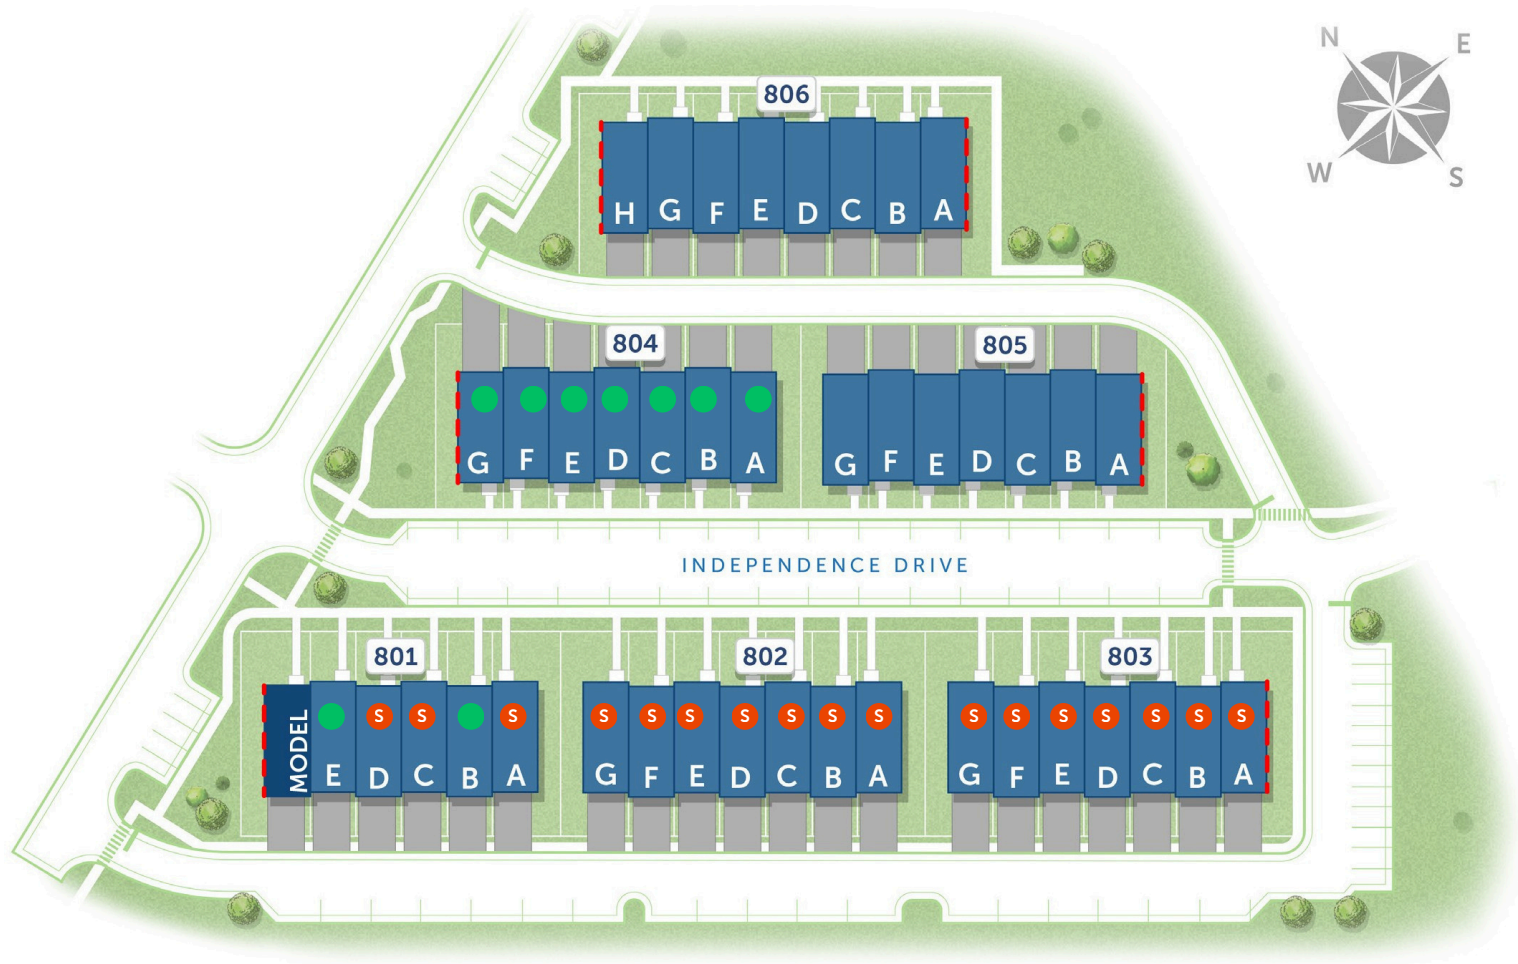 N E
W S
806
H G F E D C B A
804 805
G F E D C B A
G F E D C B A
INDEPENDENCE DRIVE
801 802 803
S S S
MODEL E D C B A
S S S S S S S
G F E D C B A
S S S S S S S
G F E D C B A